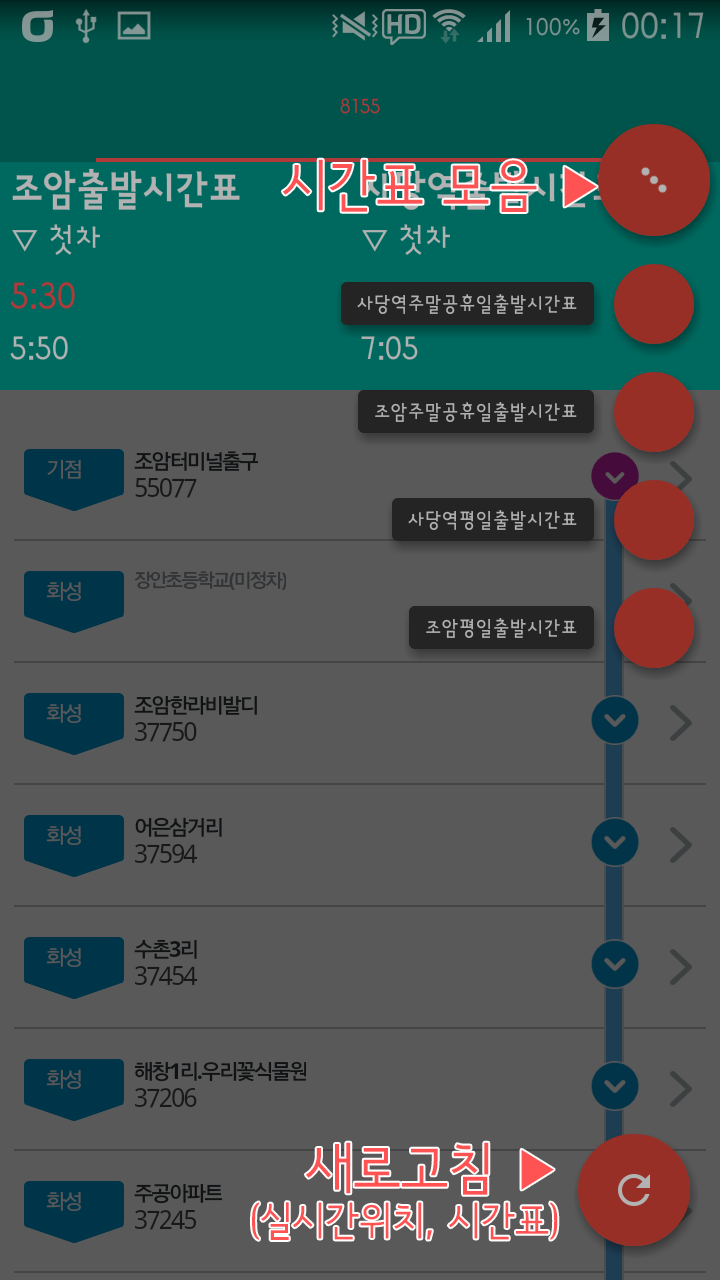 HD 100% 00:17
8155
조암출발시간표
시간표 모음
▽ 첫차 ▽ 첫차
5:30
사당역주말공휴일출발시간표
5:50 7:05
조암주말공휴일출발시간표
기점 조암터미널출구
55077
사당역평일출발시간표
화성 장안초등학교(미정차)
조암평일출발시간표
화성 조암한라비발디
37750
화성 어은삼거리
37594
화성 수촌3리
37454
화성 해창1리.우리꽃식물원
37206
새로고침
화성 주공아파트
(실시간위치, 시간표)
37245